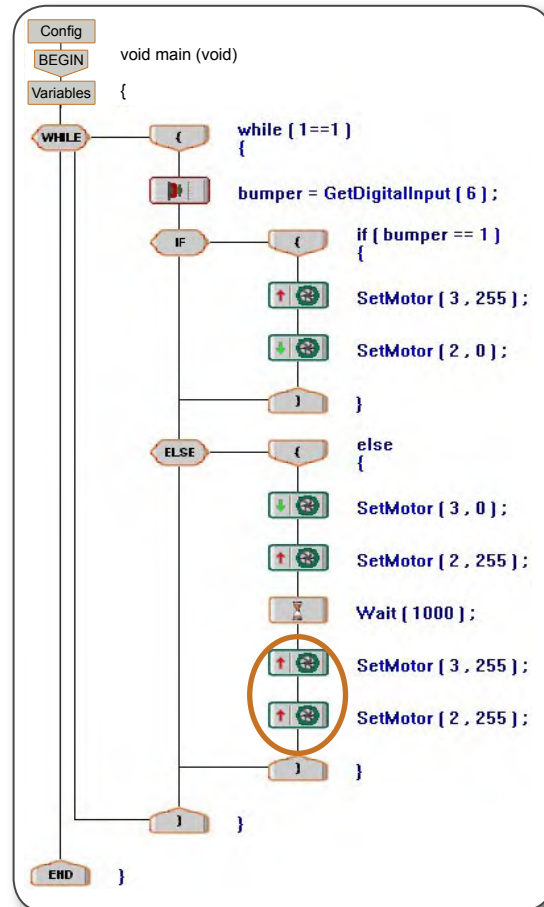 Config
BEGIN void main (void)
Variables {
WHILE { while ( 1==1 )
{
bumper = GetDigitalInput ( 6 ) ;
IF { if ( bumper == 1 )
{
SetMotor ( 3 , 255 ) ;
SetMotor ( 2 , 0 ) ;
} }
ELSE { else
{
SetMotor ( 3 , 0 ) ;
SetMotor ( 2 , 255 ) ;
Wait ( 1000 ) ;
SetMotor ( 3 , 255 ) ;
SetMotor ( 2 , 255 ) ;
} }
} }
END }